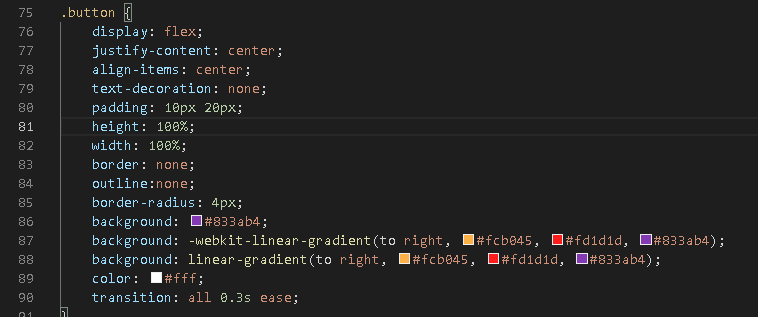 75 .button {
76 display: flex;
77 justify-content: center;
78 align-items: center;
79 text-decoration: none;
80 padding: 10px 20px;
81 height: 100%;
82 width: 100%;
83 border: none;
84 outline:none;
85 border-radius: 4px;
86 background: #833ab4;
87 background: -webkit-linear-gradient(to right, #fcb045, #fd1d1d, #833ab4);
88 background: linear-gradient(to right, #fcb045, #fd1d1d, #833ab4);
89 color: #fff;
90 transition: all 0.3s ease;
91 }